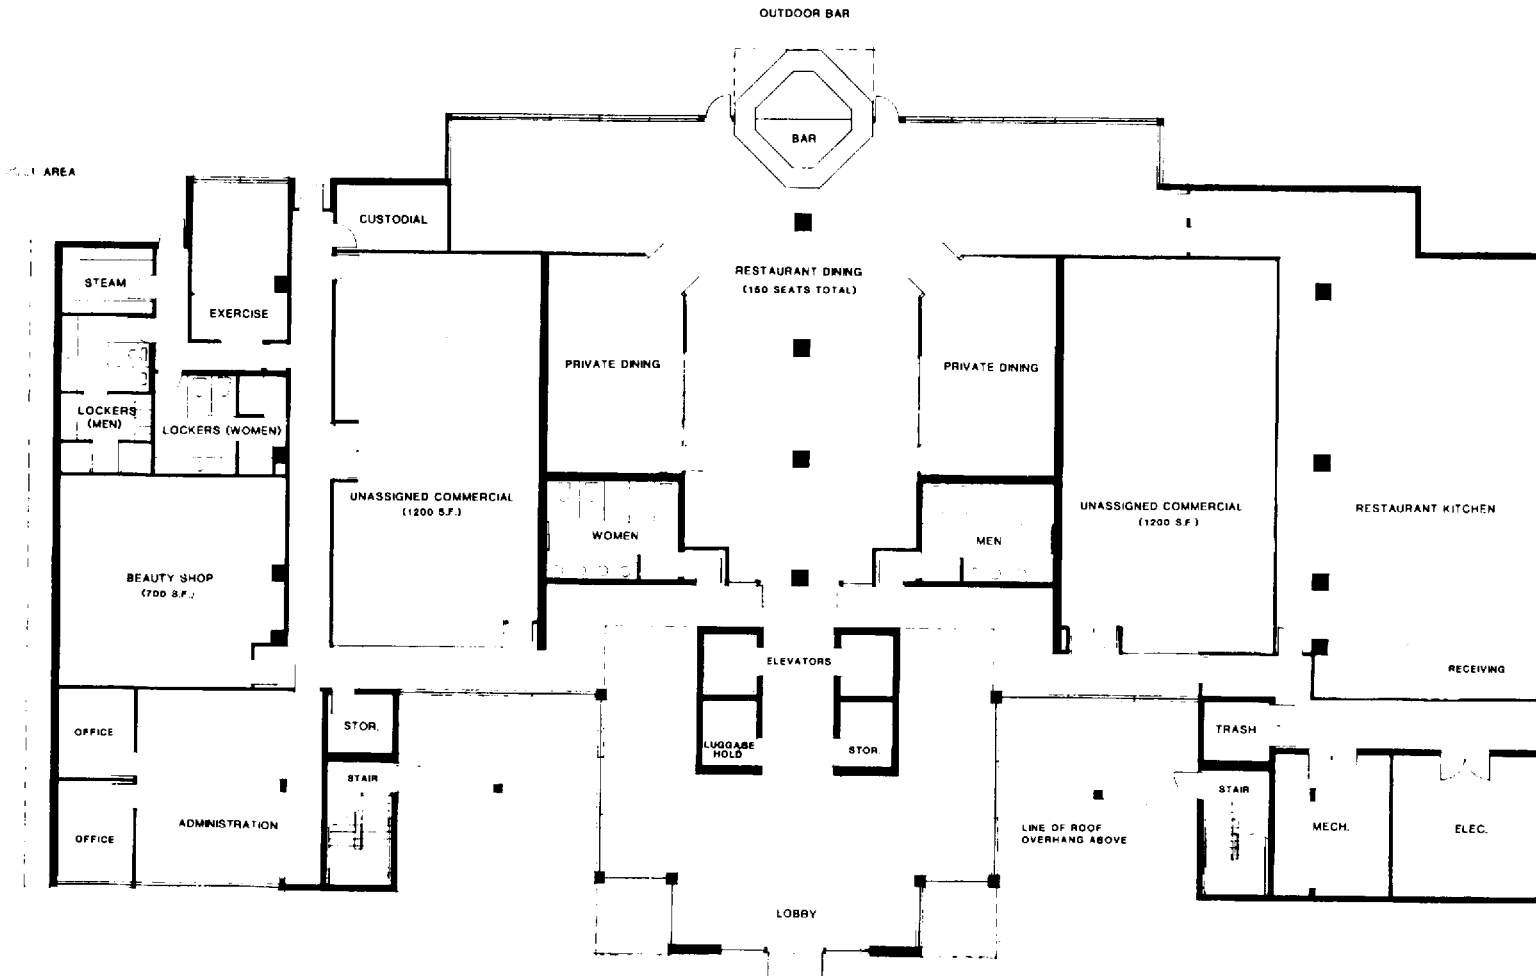 OUTDOOR BAR
BAR
AREA
CUSTODIAL
STEAM
EXERCISE
RESTAURANT DINING
(150 SEATS TOTAL)
PRIVATE DINING
PRIVATE DINING
LOCKERS
(MEN)
LOCKERS (WOMEN)
UNASSIGNED COMMERCIAL
(1200 S.F.)
UNASSIGNED COMMERCIAL
(1200 S.F.)
RESTAURANT KITCHEN
WOMEN
MEN
BEAUTY SHOP
(700 S.F.)
ELEVATORS
RECEIVING
OFFICE
STOR.
LUGGAGE
HOLD
STOR.
TRASH
STAIR
STAIR
OFFICE
ADMINISTRATION
LINE OF ROOF
OVERHANG ABOVE
MECH.
ELEC.
LOBBY